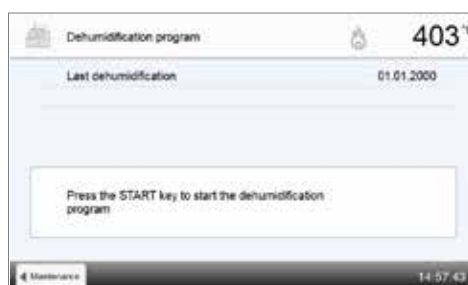 Dehumidification program
403°
Last dehumidification 01.01.2000
Press the START key to start the dehumidification
program
Maintenance 14:57:43